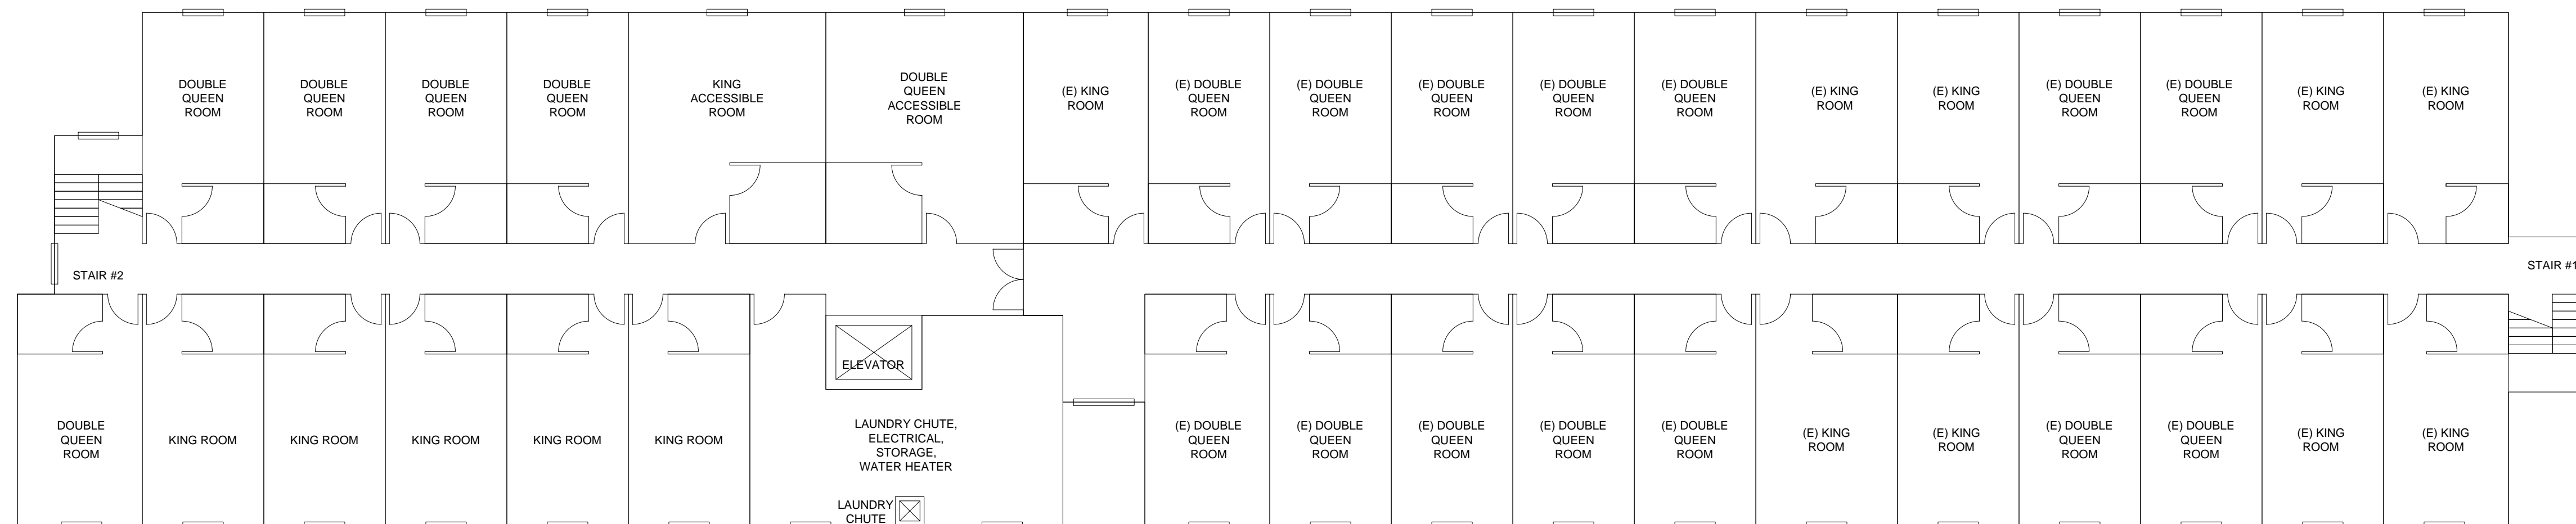 DOUBLE
QUEEN
ROOM
DOUBLE
QUEEN
ROOM
DOUBLE
QUEEN
ROOM
DOUBLE
QUEEN
ROOM
KING
ACCESSIBLE
ROOM
DOUBLE
QUEEN
ACCESSIBLE
ROOM
(E) KING
ROOM
(E) DOUBLE
QUEEN
ROOM
(E) DOUBLE
QUEEN
ROOM
(E) DOUBLE
QUEEN
ROOM
(E) DOUBLE
QUEEN
ROOM
(E) DOUBLE
QUEEN
ROOM
(E) KING
ROOM
(E) KING
ROOM
(E) DOUBLE
QUEEN
ROOM
(E) DOUBLE
QUEEN
ROOM
(E) KING
ROOM
(E) KING
ROOM
STAIR #2
STAIR #1
ELEVATOR
DOUBLE
QUEEN
ROOM
KING ROOM
KING ROOM
KING ROOM
KING ROOM
KING ROOM
LAUNDRY CHUTE,
ELECTRICAL,
STORAGE,
WATER HEATER
LAUNDRY
CHUTE
(E) DOUBLE
QUEEN
ROOM
(E) DOUBLE
QUEEN
ROOM
(E) DOUBLE
QUEEN
ROOM
(E) DOUBLE
QUEEN
ROOM
(E) DOUBLE
QUEEN
ROOM
(E) KING
ROOM
(E) KING
ROOM
(E) DOUBLE
QUEEN
ROOM
(E) DOUBLE
QUEEN
ROOM
(E) KING
ROOM
(E) KING
ROOM